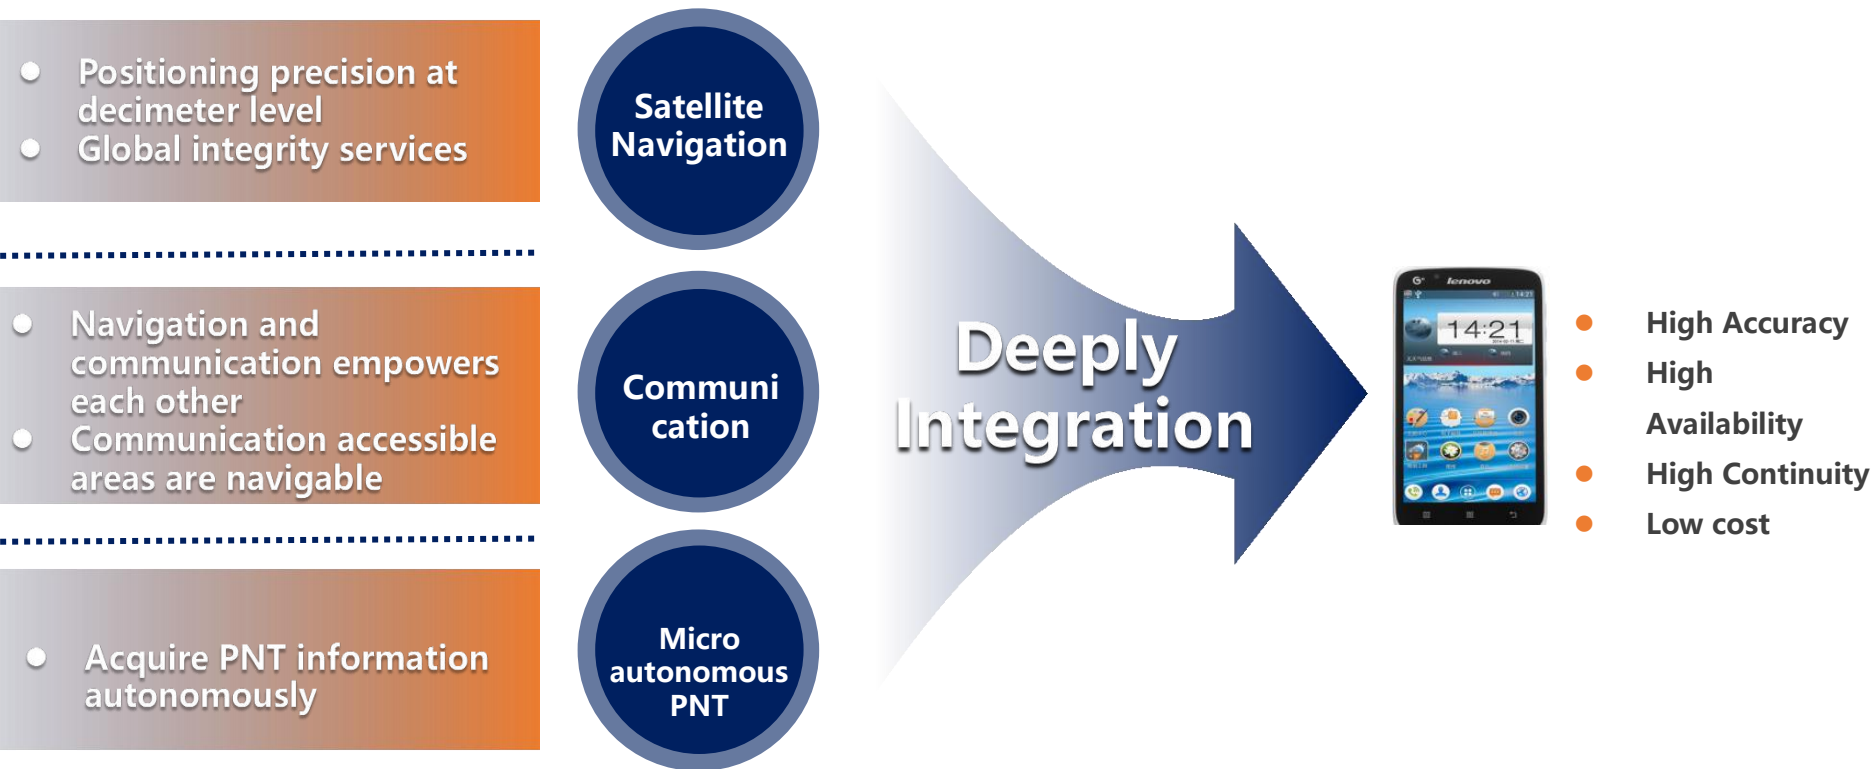 Positioning precision at
decimeter level
Global integrity services
Satellite
Navigation
Navigation and
communication empowers
each other
Communication accessible
areas are navigable
Communi
cation
Acquire PNT information
autonomously
Micro
autonomous
PNT
Deeply
Integration
lenovo
14:21
14:21
High Accuracy
High
Availability
High Continuity
Low cost